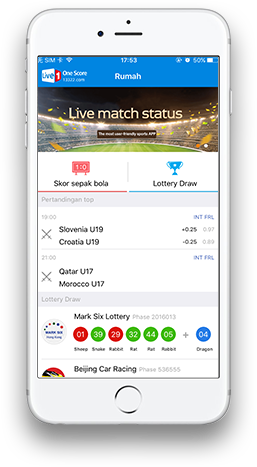 SIM
17:53
50%
Live 1
One Score
13322.com
Rumah
Live match status
The most user-friendly sports APP
1:0
Skor sepak bola
Lottery Draw
Pertandingan top
19:00 INT FRL
Slovenia U19 +0.25 0.97
Croatia U19 -0.25 0.89
21:00 INT FRL
Qatar U17
Morocco U17
Lottery Draw
Mark Six Lottery Phase 2016013
MARK SIX
Hong Kong
01 39 29 32 44 05 + 04
Sheep Snake Rabbit Rat Rat Rabbit Dragon
Beijing Car Racing Phase 536555